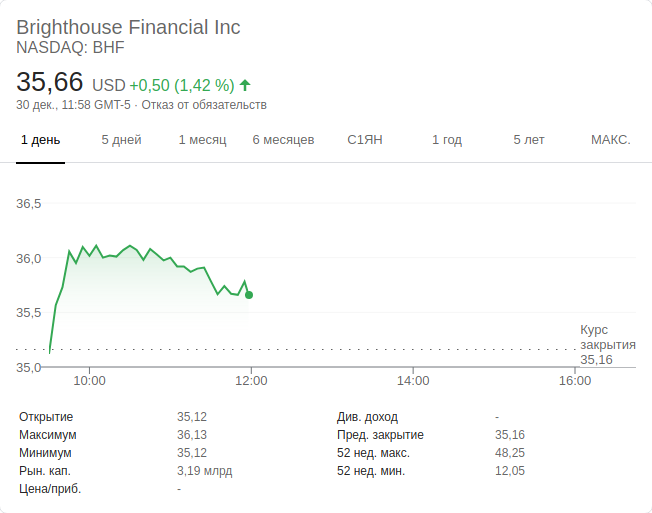 Brighthouse Financial Inc
NASDAQ: BHF
35,66 USD +0,50 (1,42 %)
30 дек., 11:58 GMT-5 · Отказ от обязательств
1 день 5 дней 1 месяц 6 месяцев С1ЯН 1 год 5 лет МАКС.
36,5
36,0
35,5
35,0
Курс
закрытия
35,16
10:00 12:00 14:00 16:00
Открытие 35,12 Див. доход -
Максимум 36,13 Пред. закрытие 35,16
Минимум 35,12 52 нед. макс. 48,25
Рын. кап. 3,19 млрд 52 нед. мин. 12,05
Цена/приб. -